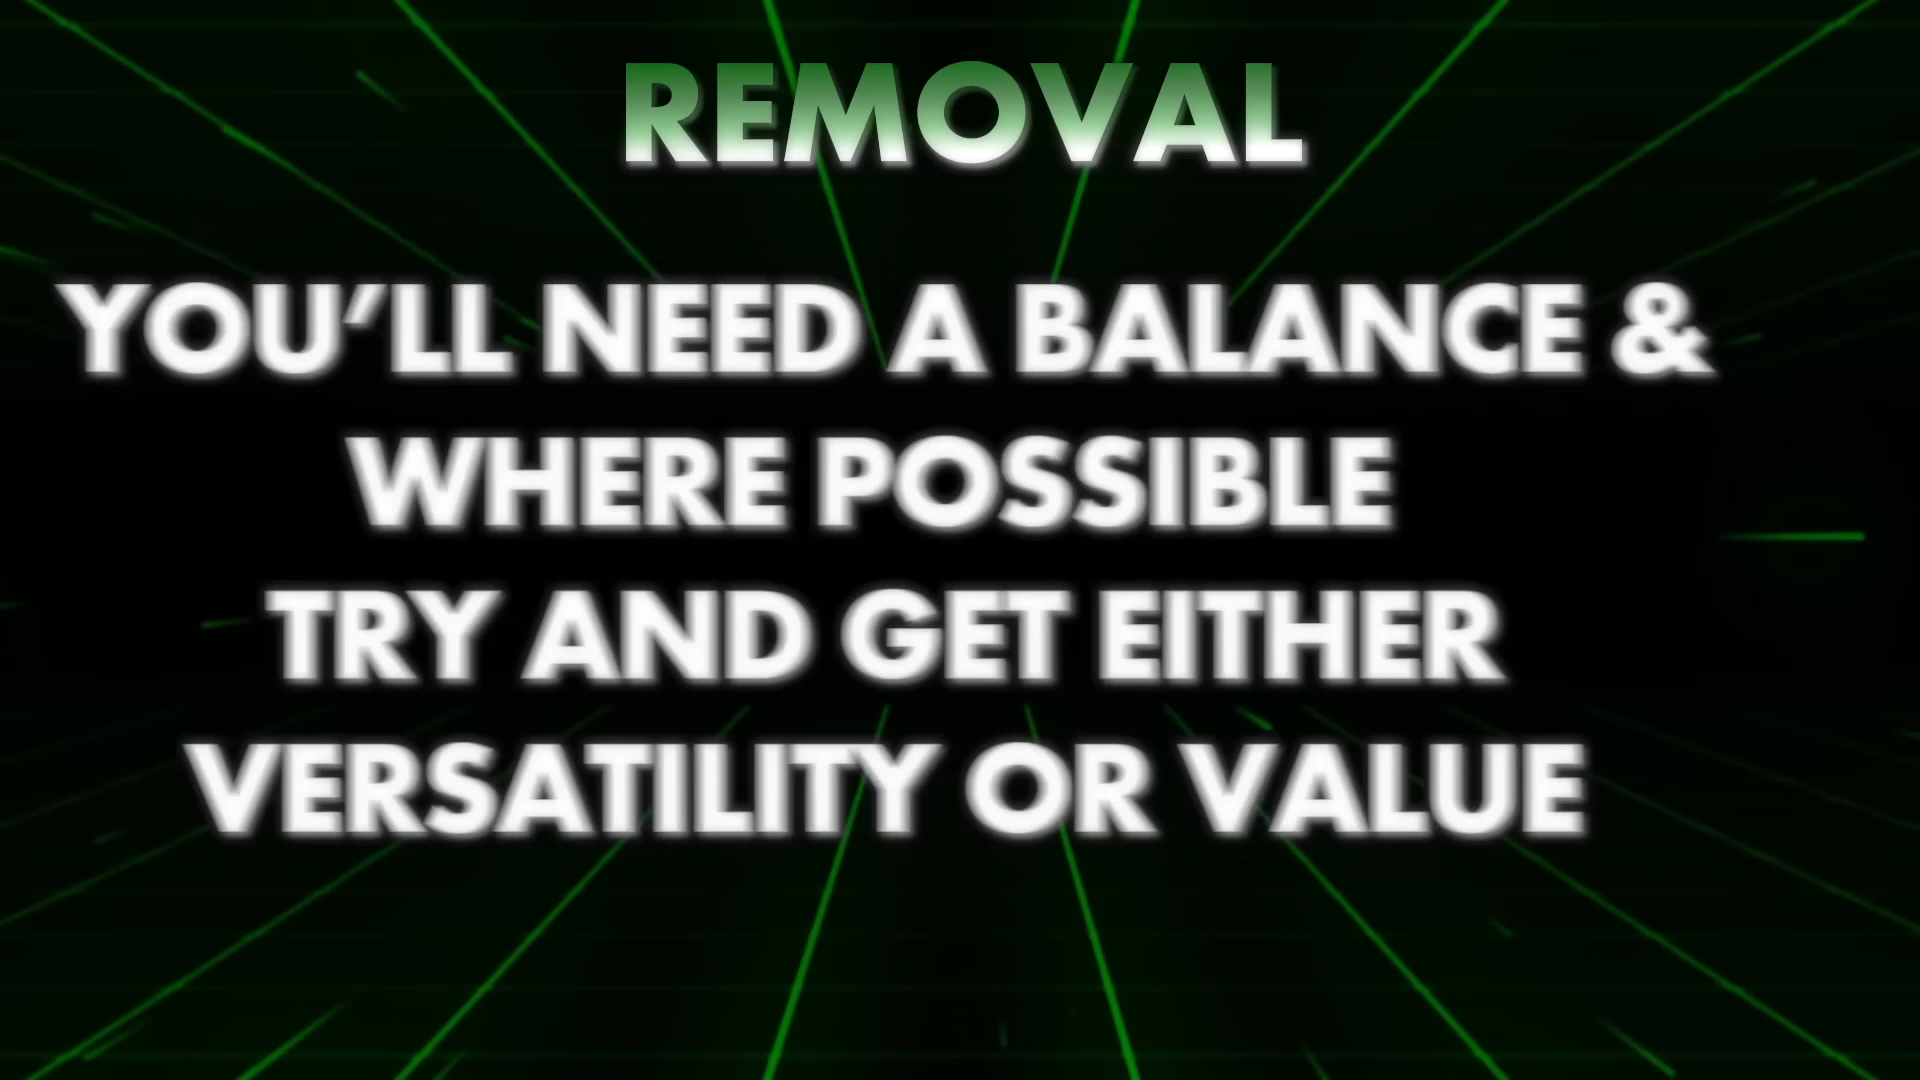 REMOVAL
YOU'LL NEED A BALANCE &
WHERE POSSIBLE
TRY AND GET EITHER
VERSATILITY OR VALUE